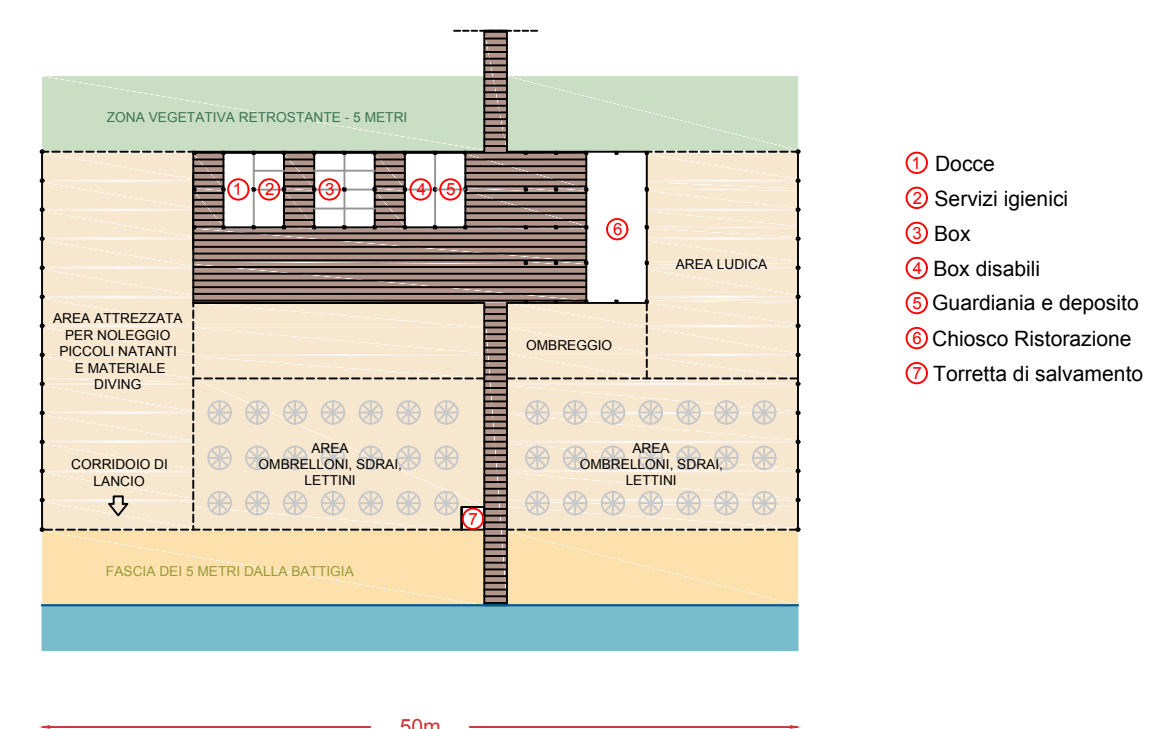 ZONA VEGETATIVA RETROSTANTE - 5 METRI
1
2
3
4
5
6
AREA LUDICA
AREA ATTREZZATA
PER NOLEGGIO
PICCOLI NATANTI
E MATERIALE
DIVING
OMBREGGIO
CORRIDOIO DI
LANCIO
AREA
OMBRELLONI, SDRAI,
LETTINI
AREA
OMBRELLONI, SDRAI,
LETTINI
7
FASCIA DEI 5 METRI DALLA BATTIGIA
50m
1 Docce
2 Servizi igienici
3 Box
4 Box disabili
5 Guardiania e deposito
6 Chiosco Ristorazione
7 Torretta di salvamento